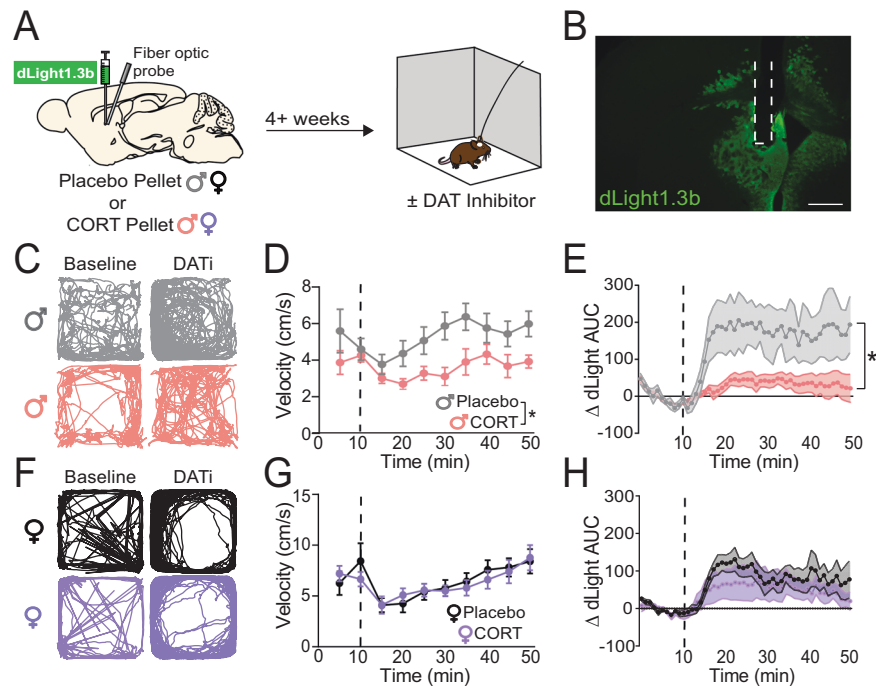 A
dLight1.3b
Fiber optic
probe
4+ weeks
Placebo Pellet ♂♀
or
CORT Pellet ♂♀
± DAT Inhibitor
B
dLight1.3b
C
Baseline
DATi
♂
♂
D
Velocity (cm/s)
8
6
4
2
0
♂Placebo
♂CORT
*
0 10 20 30 40 50
Time (min)
E
Δ dLight AUC
300
200
100
0
-100
*
10 20 30 40 50
Time (min)
F
Baseline
DATi
♀
♀
G
Velocity (cm/s)
15
10
5
0
♀Placebo
♀CORT
0 10 20 30 40 50
Time (min)
H
Δ dLight AUC
300
200
100
0
-100
10 20 30 40 50
Time (min)